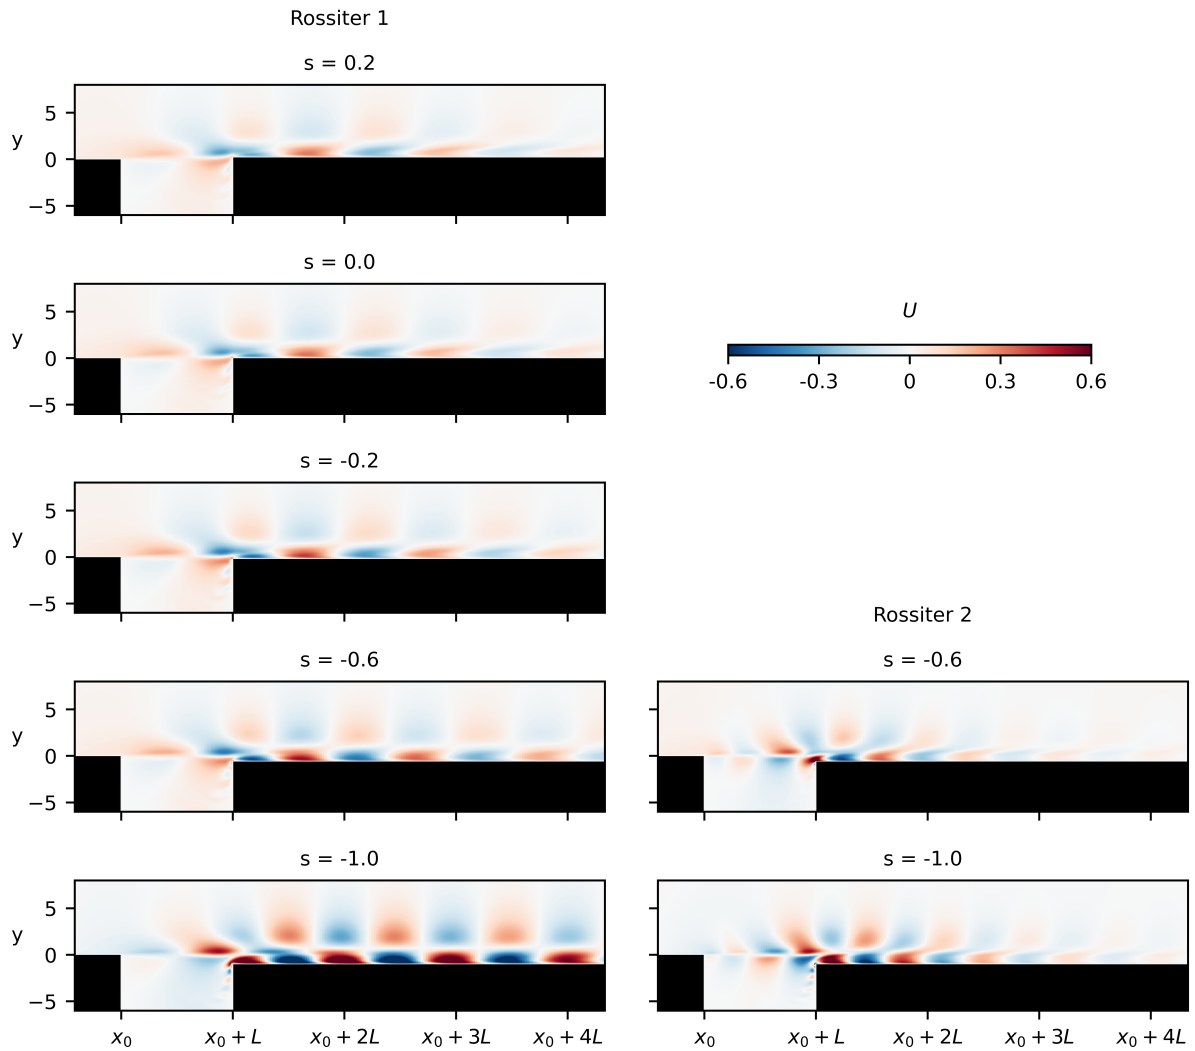 Rossiter 1
s = 0.2
y
5
0
−5
s = 0.0
y
5
0
−5
U
-0.6 -0.3 0 0.3 0.6
s = -0.2
y
5
0
−5
Rossiter 2
s = -0.6
y
5
0
−5
s = -0.6
s = -1.0
y
5
0
−5
x₀ x₀ + L x₀ + 2L x₀ + 3L x₀ + 4L
s = -1.0
x₀ x₀ + L x₀ + 2L x₀ + 3L x₀ + 4L